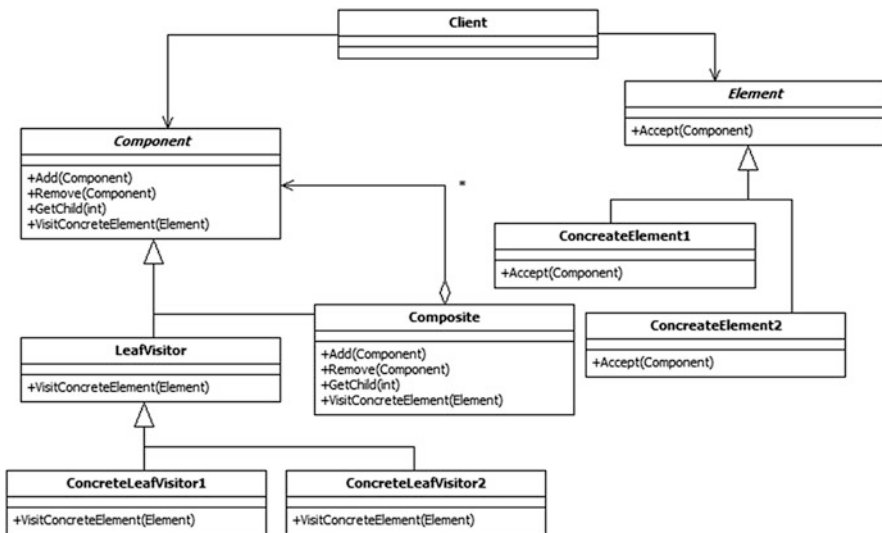 Client
Element
+Accept(Component)
Component
+Add(Component)
+Remove(Component)
+GetChild(int)
+VisitConcreteElement(Element)
*
ConcreateElement1
+Accept(Component)
Composite
+Add(Component)
+Remove(Component)
+GetChild(int)
+VisitConcreteElement(Element)
ConcreateElement2
+Accept(Component)
LeafVisitor
+VisitConcreteElement(Element)
ConcreteLeafVisitor1
+VisitConcreteElement(Element)
ConcreteLeafVisitor2
+VisitConcreteElement(Element)